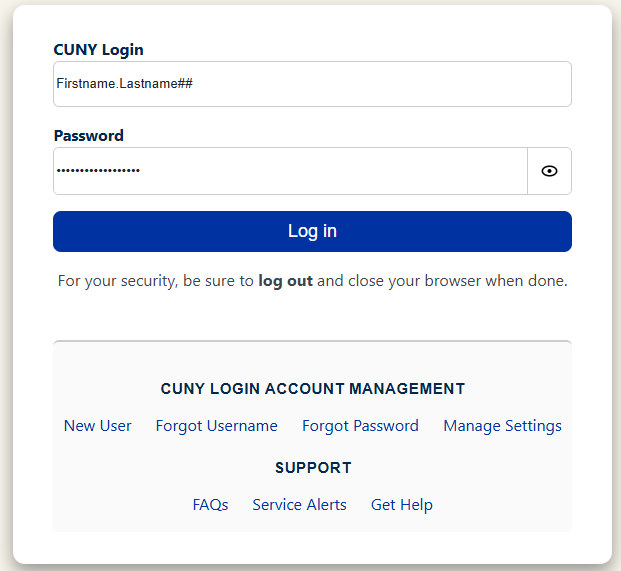 CUNY Login
Firstname.Lastname##
Password
••••••••••••••••••
Log in
For your security, be sure to log out and close your browser when done.
CUNY LOGIN ACCOUNT MANAGEMENT
New User Forgot Username Forgot Password Manage Settings
SUPPORT
FAQs Service Alerts Get Help